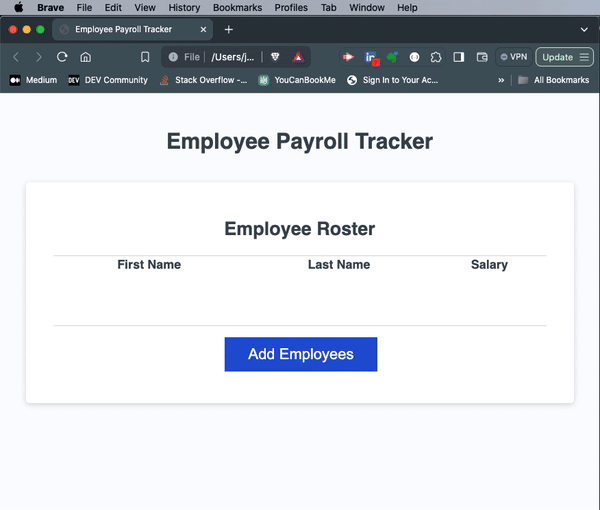 Brave File Edit View History Bookmarks Profiles Tab Window Help
Employee Payroll Tracker
File /Users/j... VPN Update
Medium DEV DEV Community Stack Overflow -... YouCanBookMe Sign In to Your Ac... » All Bookmarks
Employee Payroll Tracker
Employee Roster
First Name Last Name Salary
Add Employees